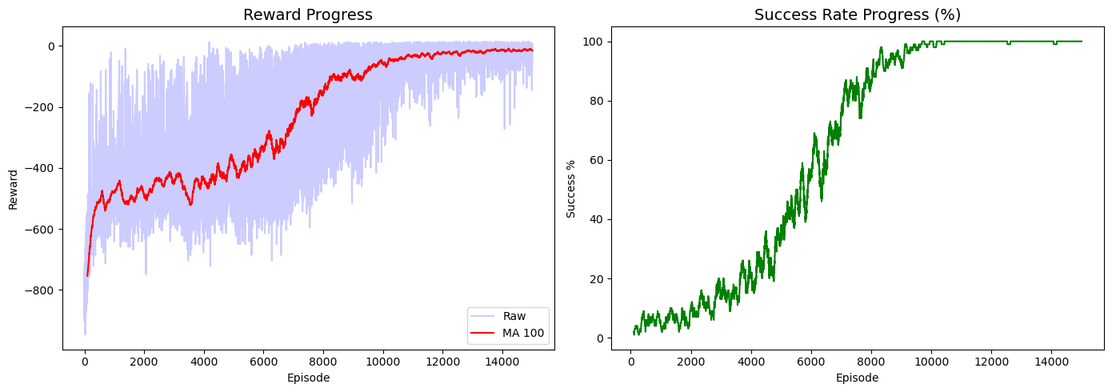 Reward Progress
Reward
0
−200
−400
−600
−800
0 2000 4000 6000 8000 10000 12000 14000
Episode
Raw
MA 100
Success Rate Progress (%)
Success %
100
80
60
40
20
0
0 2000 4000 6000 8000 10000 12000 14000
Episode